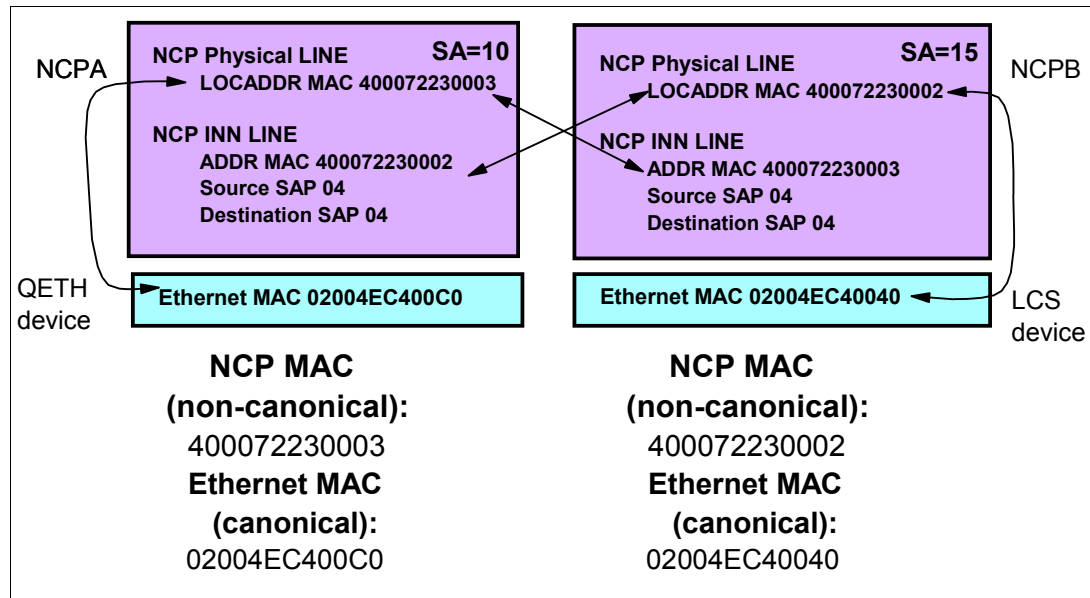 NCPA
SA=10
NCP Physical LINE
LOCADDR MAC 400072230003
NCP INN LINE
ADDR MAC 400072230002
Source SAP 04
Destination SAP 04
SA=15
NCP Physical LINE
LOCADDR MAC 400072230002
NCP INN LINE
ADDR MAC 400072230003
Source SAP 04
Destination SAP 04
NCPB
QETH
device
Ethernet MAC 02004EC400C0
Ethernet MAC 02004EC40040
LCS
device
NCP MAC
(non-canonical):
400072230003
Ethernet MAC
(canonical):
02004EC400C0
NCP MAC
(non-canonical):
400072230002
Ethernet MAC
(canonical):
02004EC40040